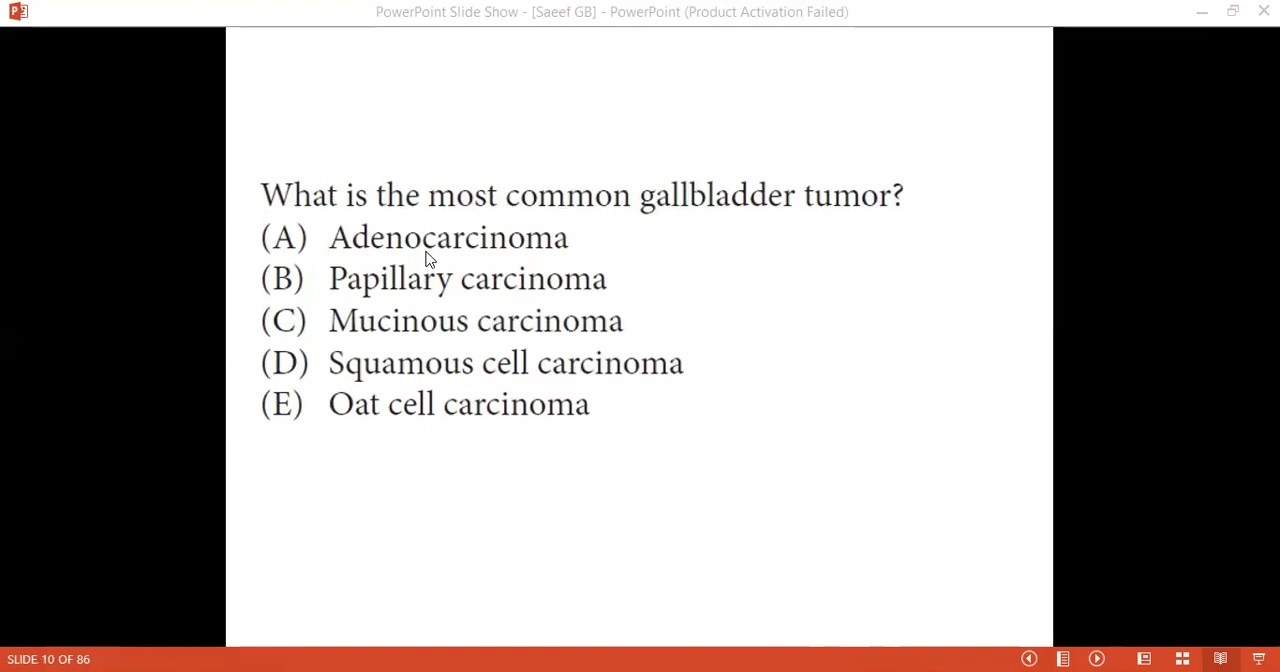 PowerPoint Slide Show - [Saeef GB] - PowerPoint (Product Activation Failed)
What is the most common gallbladder tumor?
(A) Adenocarcinoma
(B) Papillary carcinoma
(C) Mucinous carcinoma
(D) Squamous cell carcinoma
(E) Oat cell carcinoma
SLIDE 10 OF 86